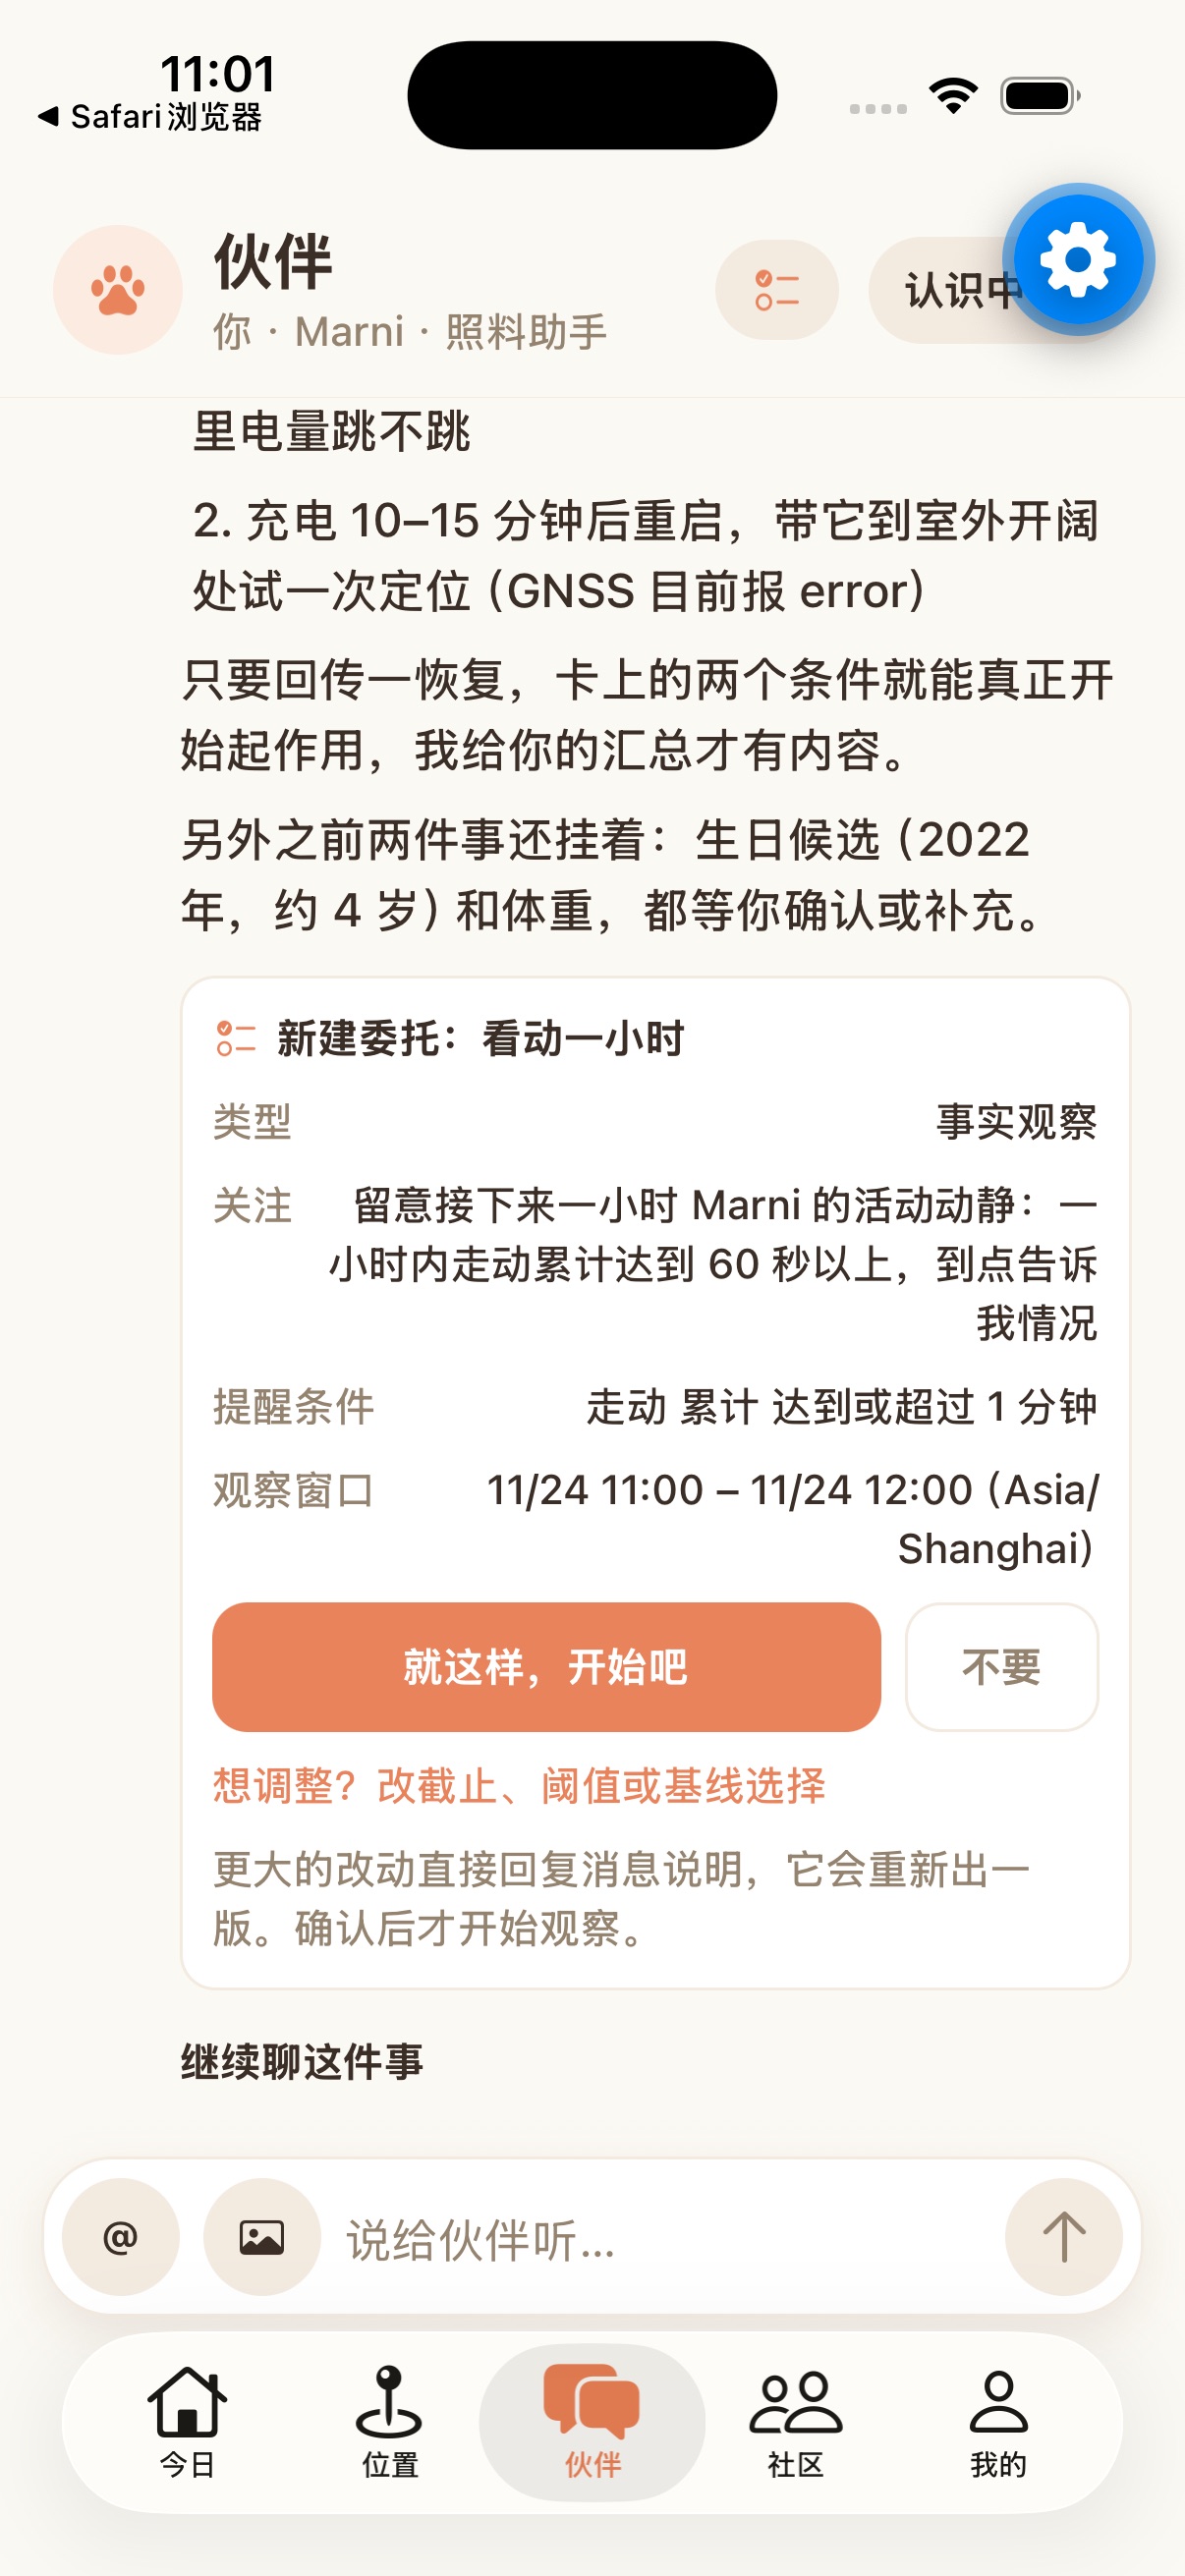 11:01
Safari浏览器
伙伴
你 · Marni · 照料助手
认识中
里电量跳不跳
2. 充电 10–15 分钟后重启，带它到室外开阔
处试一次定位（GNSS 目前报 error）
只要回传一恢复，卡上的两个条件就能真正开
始起作用，我给你的汇总才有内容。
另外之前两件事还挂着：生日候选（2022
年，约 4 岁）和体重，都等你确认或补充。
新建委托：看动一小时
类型
事实观察
关注
留意接下来一小时 Marni 的活动动静：一
小时内走动累计达到 60 秒以上，到点告诉
我情况
提醒条件
走动 累计 达到或超过 1 分钟
观察窗口
11/24 11:00 – 11/24 12:00（Asia/
Shanghai）
就这样，开始吧
不要
想调整？改截止、阈值或基线选择
更大的改动直接回复消息说明，它会重新出一
版。确认后才开始观察。
继续聊这件事
@
说给伙伴听...
今日
位置
伙伴
社区
我的